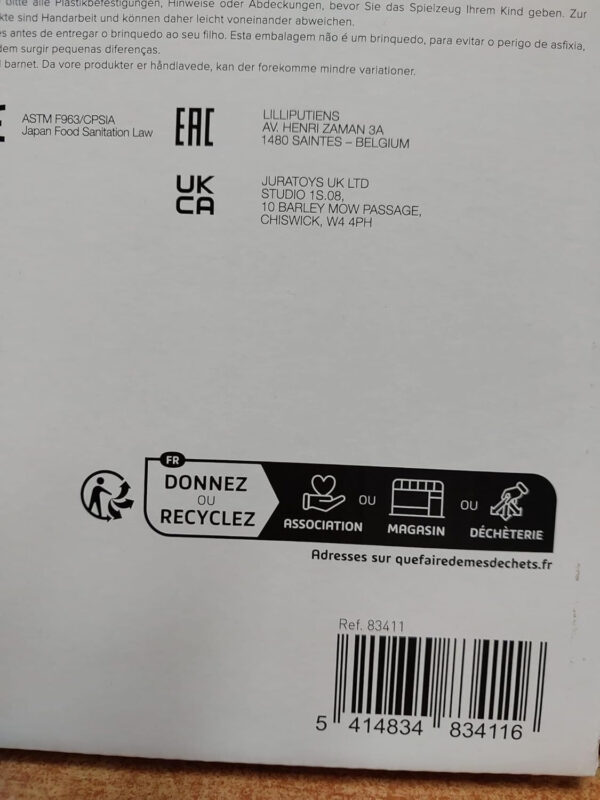 bitte alle Plastikbefestigungen, Hinweise oder Abdeckungen, bevor Sie das Spielzeug Ihrem Kind geben. Zur
kte sind Handarbeit und können daher leicht voneinander abweichen.
es antes de entregar o brinquedo ao seu filho. Esta embalagem não é um brinquedo, para evitar o perigo de asfixia,
dem surgir pequenas diferenças.
l barnet. Da vore produkter er håndlavede, kan der forekomme mindre variationer.
ASTM F963/CPSIA
Japan Food Sanitation Law
EAC
LILLIPUTIENS
AV. HENRI ZAMAN 3A
1480 SAINTES – BELGIUM
UK
CA
JURATOYS UK LTD
STUDIO 1S.08,
10 BARLEY MOW PASSAGE,
CHISWICK, W4 4PH
FR
DONNEZ
OU
RECYCLEZ
ASSOCIATION
OU
MAGASIN
OU
DÉCHÈTERIE
Adresses sur quefairedemesdechets.fr
Ref. 83411
5 414834 834116